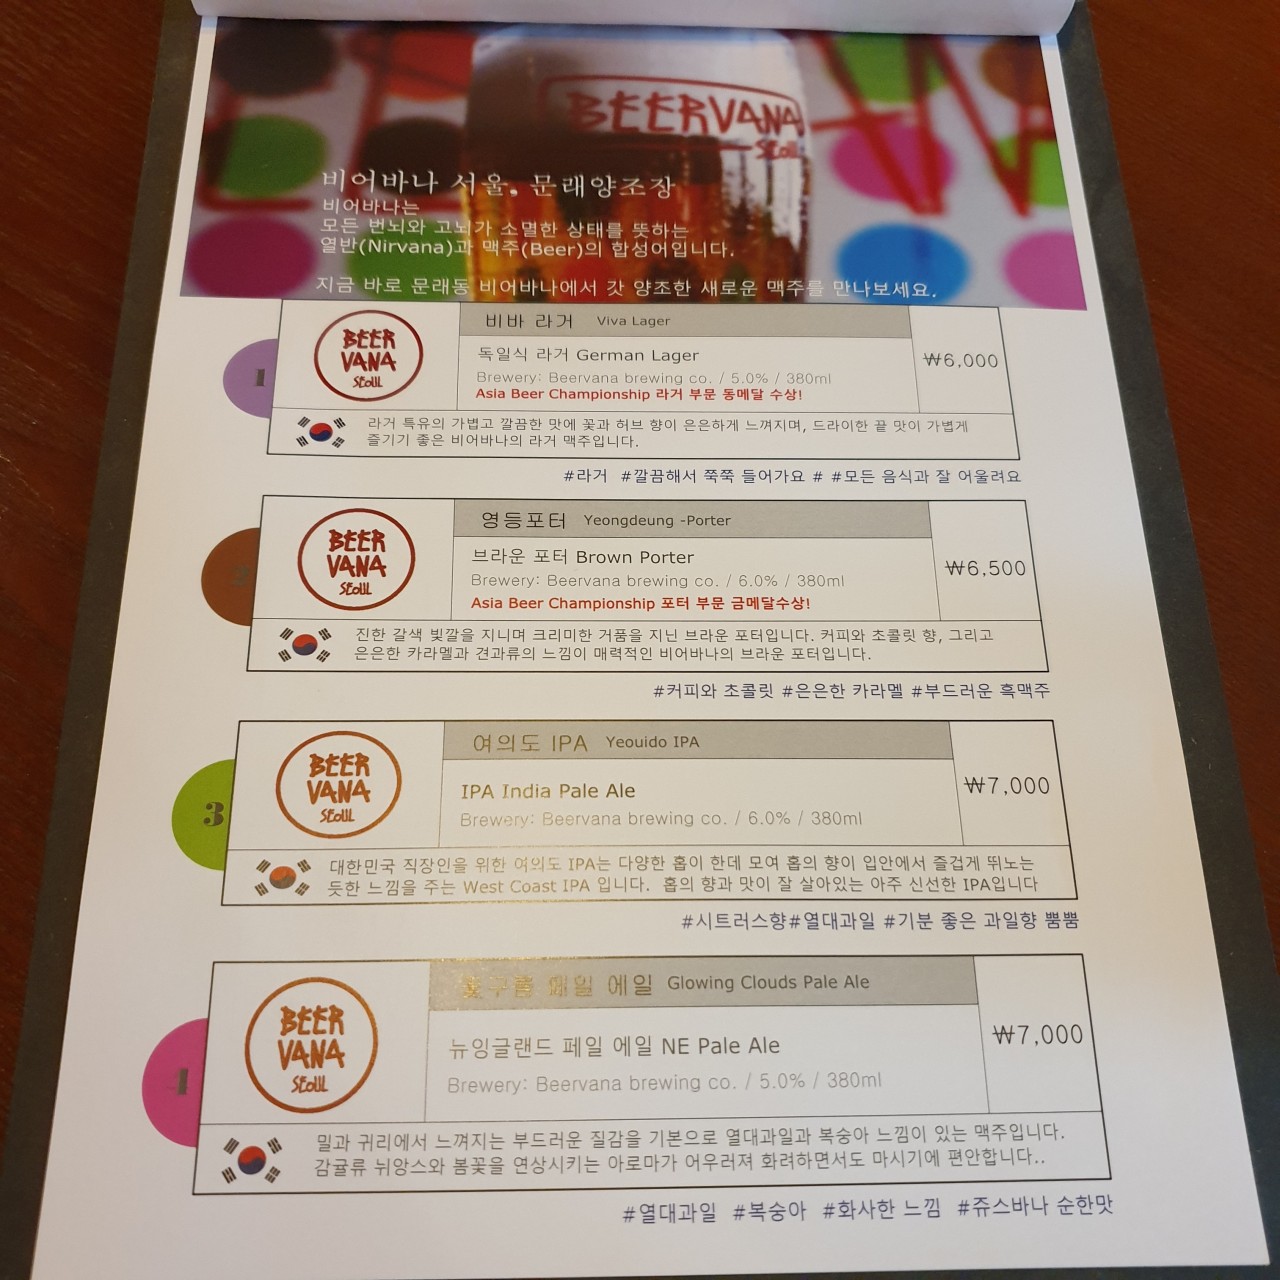 BEERVANA
SEOUL
비어바나 서울. 문래양조장
비어바나는
모든 번뇌와 고뇌가 소멸한 상태를 뜻하는
열반(Nirvana)과 맥주(Beer)의 합성어입니다.
지금 바로 문래동 비어바나에서 갓 양조한 새로운 맥주를 만나보세요.
1
BEER
VANA
SEOUL
비바 라거 Viva Lager
독일식 라거 German Lager
Brewery: Beervana brewing co. / 5.0% / 380ml
Asia Beer Championship 라거 부문 동메달 수상!
₩6,000
라거 특유의 가볍고 깔끔한 맛에 꽃과 허브 향이 은은하게 느껴지며, 드라이한 끝 맛이 가볍게
즐기기 좋은 비어바나의 라거 맥주입니다.
#라거 #깔끔해서 쭉쭉 들어가요 # #모든 음식과 잘 어울려요
2
BEER
VANA
SEOUL
영등포터 Yeongdeung -Porter
브라운 포터 Brown Porter
Brewery: Beervana brewing co. / 6.0% / 380ml
Asia Beer Championship 포터 부문 금메달수상!
₩6,500
진한 갈색 빛깔을 지니며 크리미한 거품을 지닌 브라운 포터입니다. 커피와 초콜릿 향, 그리고
은은한 카라멜과 견과류의 느낌이 매력적인 비어바나의 브라운 포터입니다.
#커피와 초콜릿 #은은한 카라멜 #부드러운 흑맥주
3
BEER
VANA
SEOUL
여의도 IPA Yeouido IPA
IPA India Pale Ale
Brewery: Beervana brewing co. / 6.0% / 380ml
₩7,000
대한민국 직장인을 위한 여의도 IPA는 다양한 홉이 한데 모여 홉의 향이 입안에서 즐겁게 뛰노는
듯한 느낌을 주는 West Coast IPA 입니다. 홉의 향과 맛이 잘 살아있는 아주 신선한 IPA입니다
#시트러스향#열대과일 #기분 좋은 과일향 뿜뿜
4
BEER
VANA
SEOUL
꽃구름 페일 에일 Glowing Clouds Pale Ale
뉴잉글랜드 페일 에일 NE Pale Ale
Brewery: Beervana brewing co. / 5.0% / 380ml
₩7,000
밀과 귀리에서 느껴지는 부드러운 질감을 기본으로 열대과일과 복숭아 느낌이 있는 맥주입니다.
감귤류 뉘앙스와 봄꽃을 연상시키는 아로마가 어우러져 화려하면서도 마시기에 편안합니다..
#열대과일 #복숭아 #화사한 느낌 #쥬스바나 순한맛